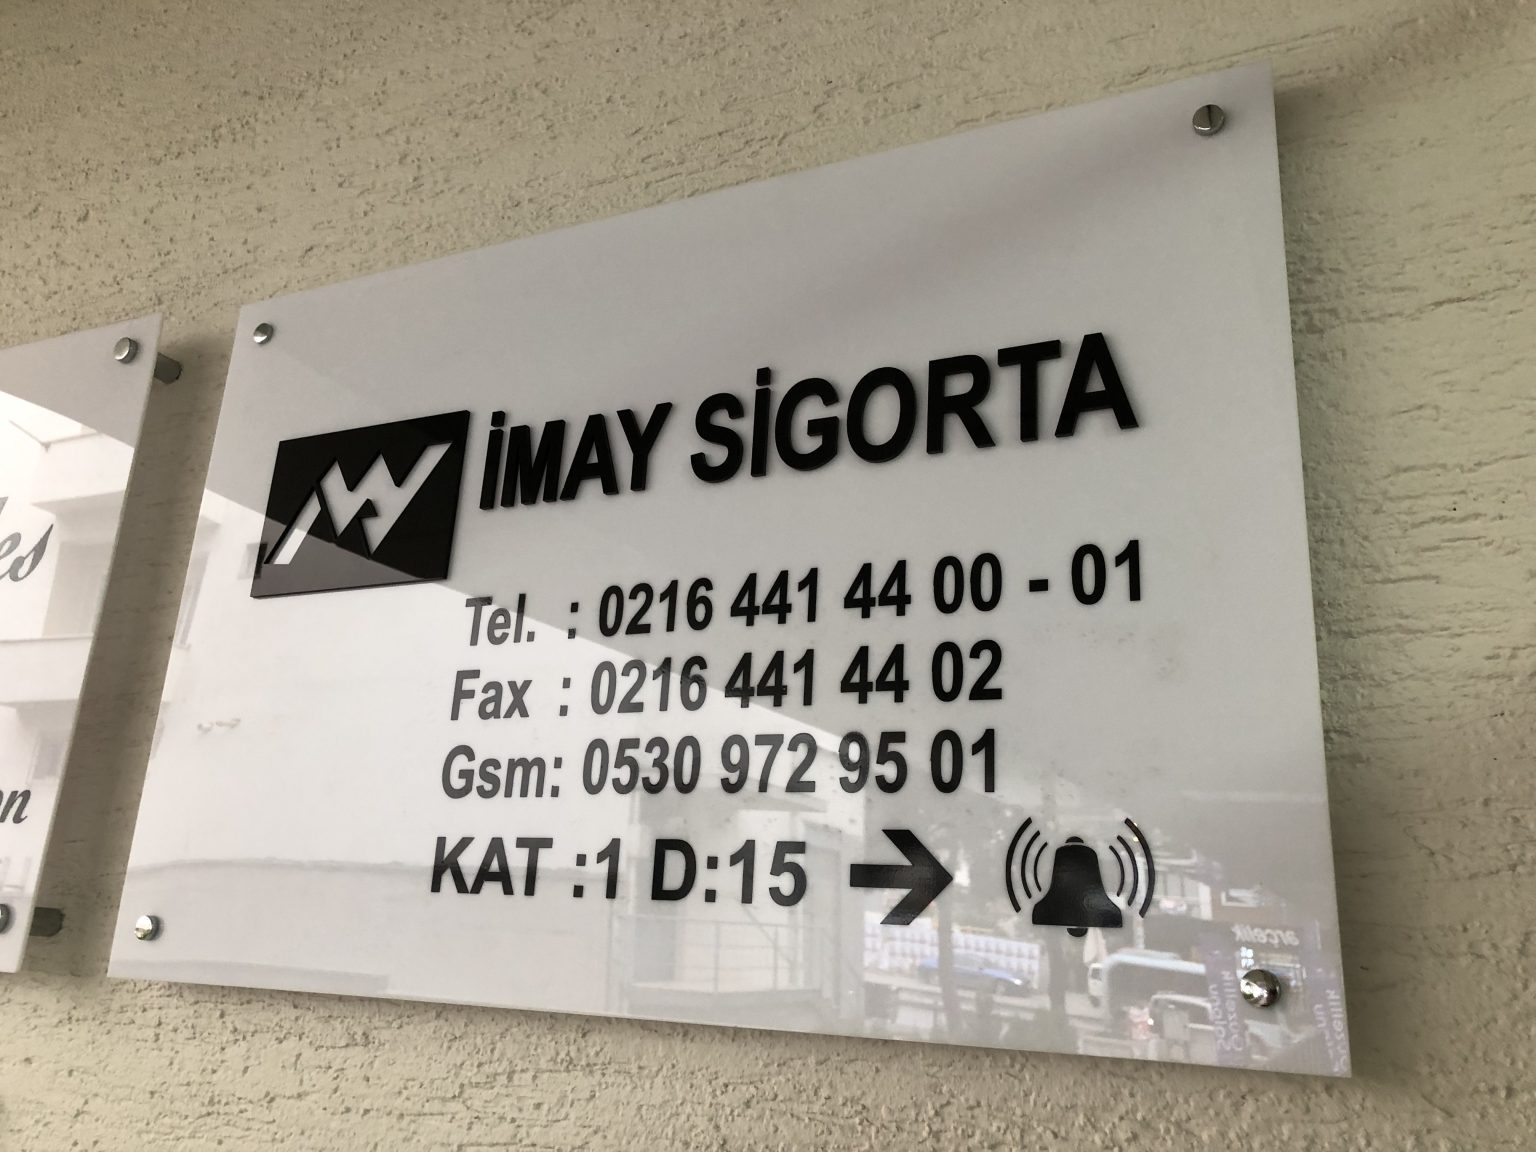 İMAY SİGORTA
Tel. : 0216 441 44 00 - 01
Fax : 0216 441 44 02
Gsm: 0530 972 95 01
KAT :1 D:15
arçelik